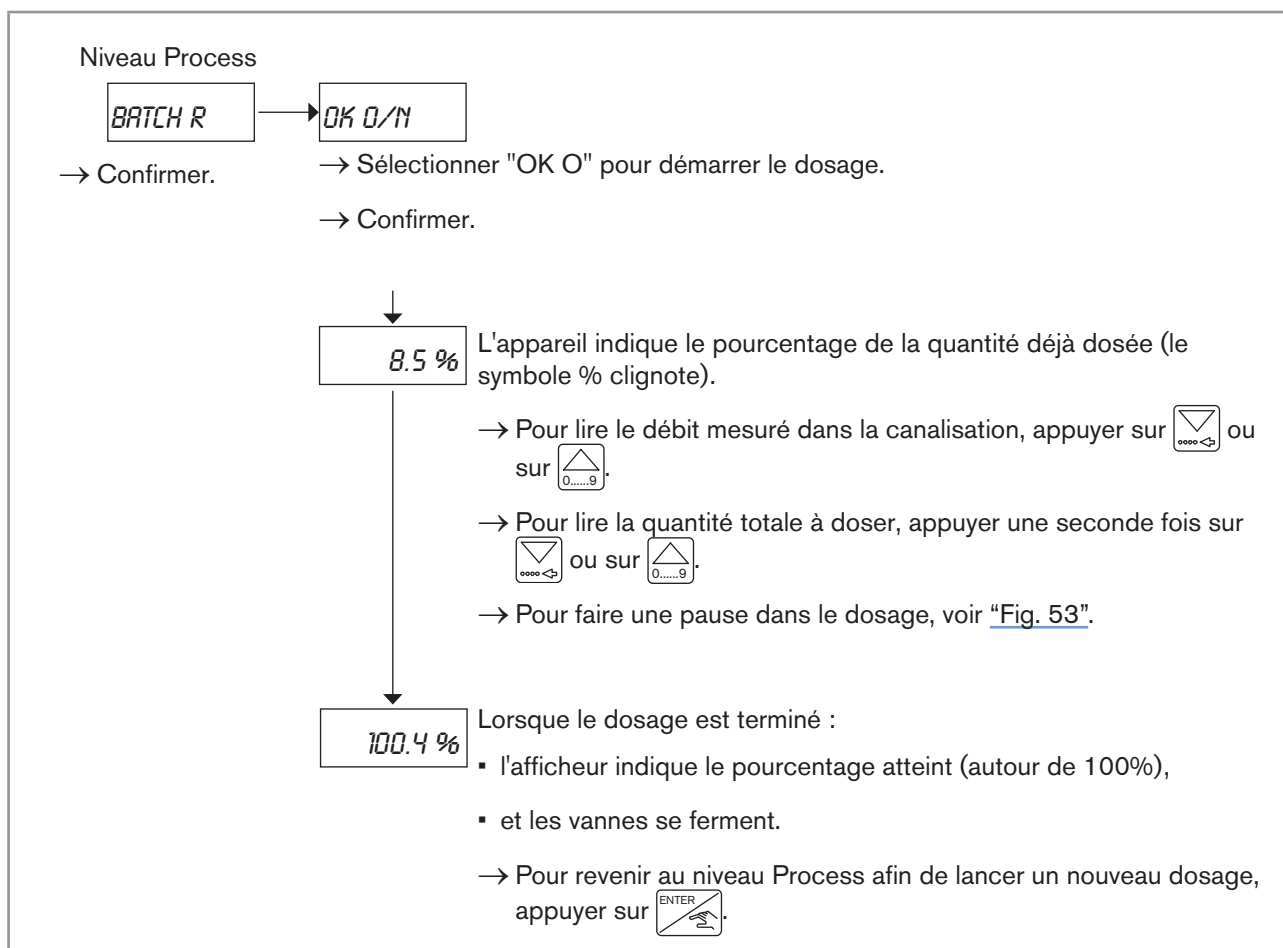 Niveau Process
BATCH R
OK O/N
→ Confirmer.
→ Sélectionner "OK O" pour démarrer le dosage.
→ Confirmer.
8.5 %
L'appareil indique le pourcentage de la quantité déjà dosée (le
symbole % clignote).
→ Pour lire le débit mesuré dans la canalisation, appuyer sur ou
sur 0......9.
→ Pour lire la quantité totale à doser, appuyer une seconde fois sur
ou sur 0......9.
→ Pour faire une pause dans le dosage, voir “Fig. 53”.
100.4 %
Lorsque le dosage est terminé :
▪ l'afficheur indique le pourcentage atteint (autour de 100%),
▪ et les vannes se ferment.
→ Pour revenir au niveau Process afin de lancer un nouveau dosage,
appuyer sur ENTER.